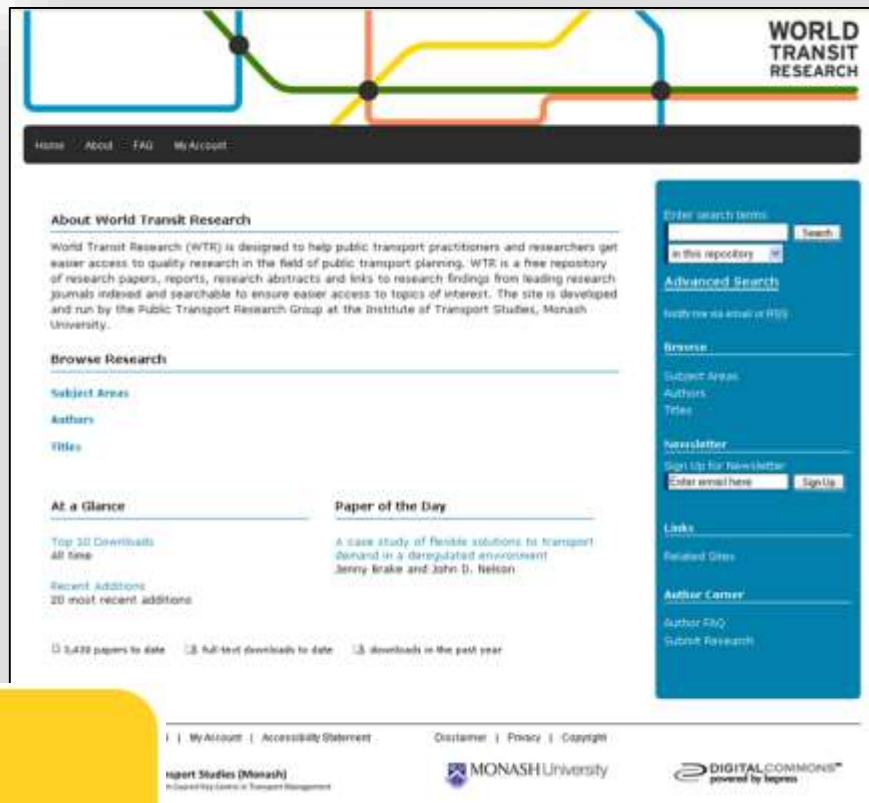 WORLD
TRANSIT
RESEARCH
Home About FAQ My Account
About World Transit Research
World Transit Research (WTR) is designed to help public transport practitioners and researchers get
easier access to quality research in the field of public transport planning. WTR is a free repository
of research papers, reports, research abstracts and links to research findings from leading research
journals indexed and searchable to ensure easier access to topics of interest. The site is developed
and run by the Public Transport Research Group at the Institute of Transport Studies, Monash
University.
Browse Research
Subject Areas
Authors
Titles
At a Glance
Top 10 Downloads
All time
Recent Additions
20 most recent additions
Paper of the Day
A case study of flexible solutions to transport
demand in a deregulated environment
Jenny Brake and John D. Nelson
papers to date full-text downloads to date downloads in the past year
Enter search terms
Search
in this repository
Advanced Search
Notify me via email or RSS
Browse
Subject Areas
Authors
Titles
Newsletter
Sign Up for Newsletter
Enter email here Sign Up
Links
Related Sites
Author Corner
Author FAQ
Submit Research
| My Account | Accessibility Statement Disclaimer | Privacy | Copyright
nsport Studies (Monash)
Key Centre in Transport Management
MONASH University
DIGITAL COMMONS™
powered by bepress